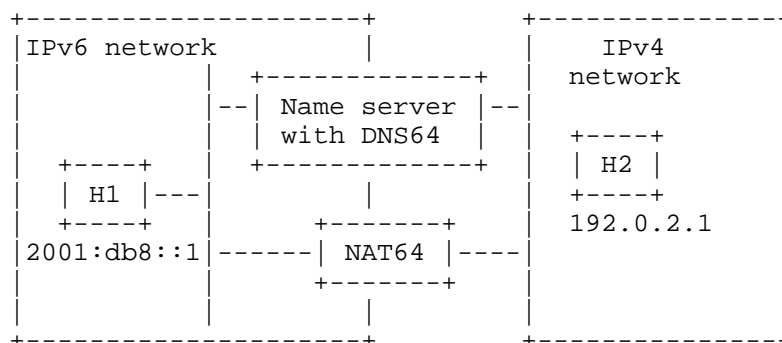 IPv6 network
IPv4
network
Name server
with DNS64
H1
H2
192.0.2.1
2001:db8::1
NAT64